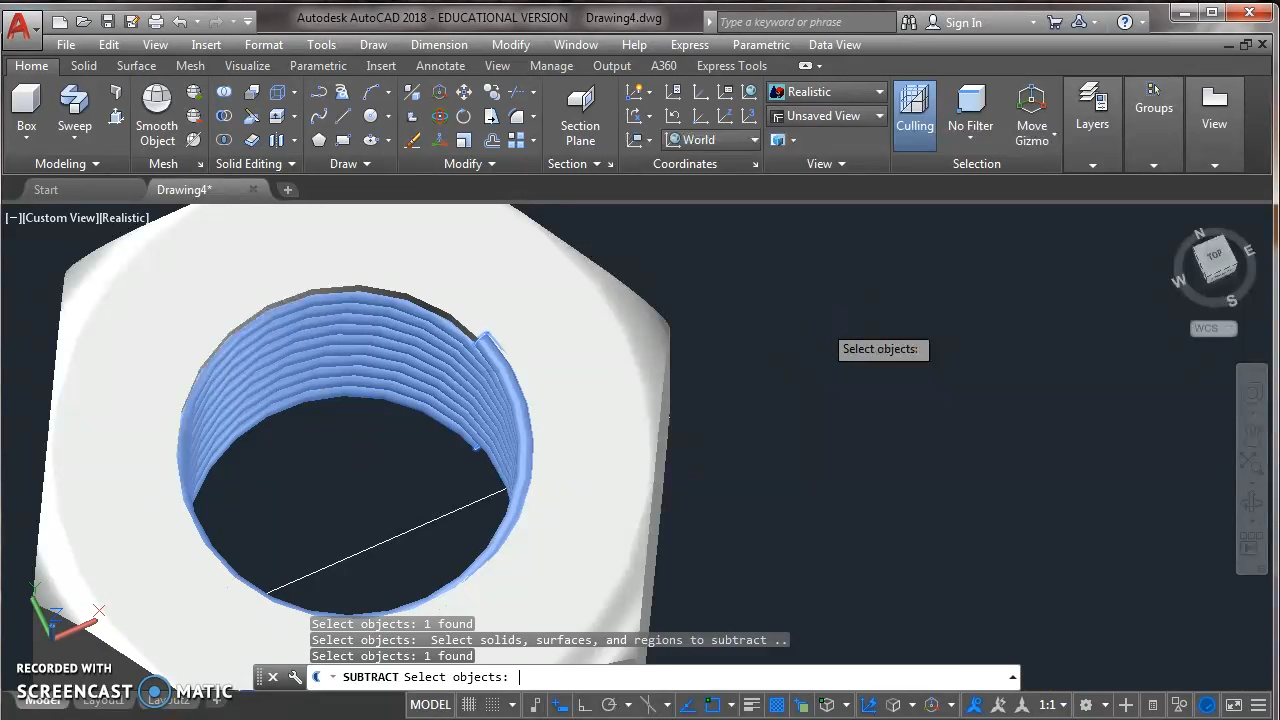 Autodesk AutoCAD 2018 - EDUCATIONAL VERSION Drawing4.dwg
Type a keyword or phrase
Sign In
File Edit View Insert Format Tools Draw Dimension Modify Window Help Express Parametric Data View
Home Solid Surface Mesh Visualize Parametric Insert Annotate View Manage Output A360 Express Tools
Realistic
Unsaved View
World
Box Sweep Smooth Object Section Plane Culling No Filter Move Gizmo Layers Groups View
Modeling Mesh Solid Editing Draw Modify Section Coordinates View Selection
Start Drawing4*
[−][Custom View][Realistic]
N
TOP
E
W
S
WCS
Select objects:
Y
X
Z
Select objects: 1 found
Select objects:  Select solids, surfaces, and regions to subtract ..
Select objects: 1 found
SUBTRACT Select objects:
RECORDED WITH
SCREENCAST MATIC
Model Layout1 Layout2 +
MODEL 1:1